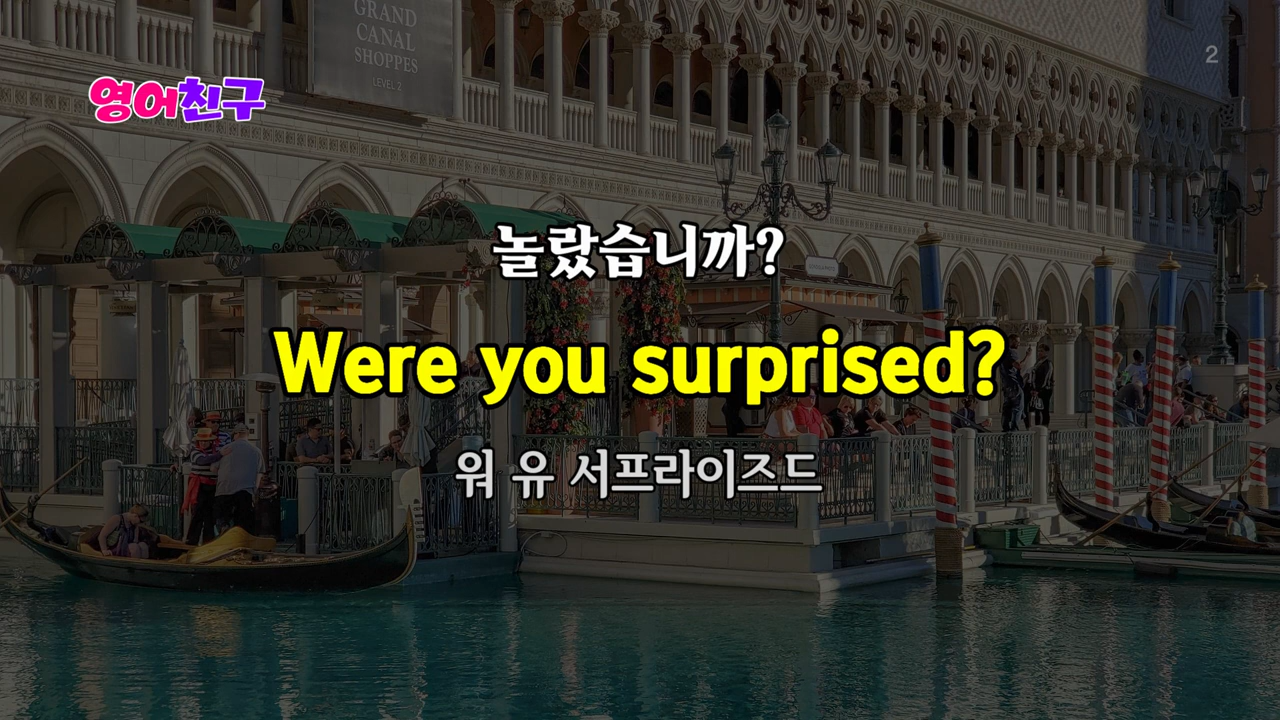 GRAND
CANAL
SHOPPES
LEVEL 2
2
영어친구
놀랐습니까?
Were you surprised?
워 유 서프라이즈드